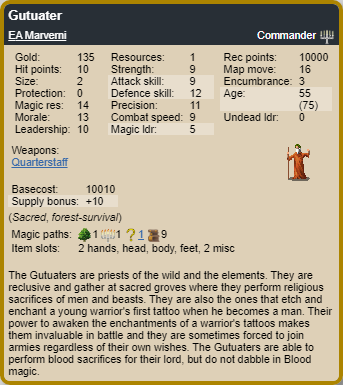 Gutuater
EA Marverni Commander
Gold: 135 Resources: 1 Rec points: 10000
Hit points: 10 Strength: 9 Map move: 16
Size: 2 Attack skill: 9 Encumbrance: 3
Protection: 0 Defence skill: 12 Age: 55
Magic res: 14 Precision: 11 (75)
Morale: 13 Combat speed: 9 Undead ldr: 0
Leadership: 10 Magic ldr: 5
Weapons:
Quarterstaff
Basecost: 10010
Supply bonus: +10
(Sacred, forest-survival)
Magic paths: 1 1 ? 1 9
Item slots: 2 hands, head, body, feet, 2 misc
The Gutuaters are priests of the wild and the elements. They are
reclusive and gather at sacred groves where they perform religious
sacrifices of men and beasts. They are also the ones that etch and
enchant a young warrior's first tattoo when he becomes a man. Their
power to awaken the enchantments of a warrior's tattoos makes
them invaluable in battle and they are sometimes forced to join
armies regardless of their own wishes. The Gutuaters are able to
perform blood sacrifices for their lord, but do not dabble in Blood
magic.